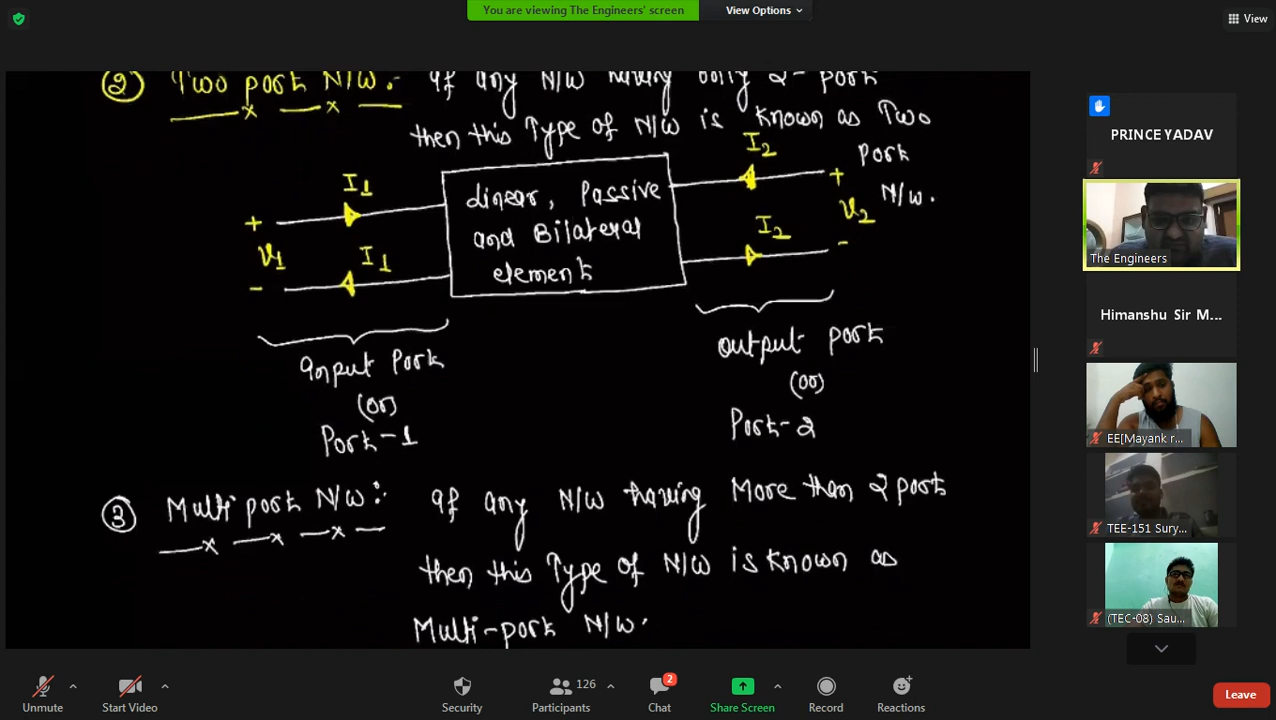 You are viewing The Engineers' screen
View Options
View
② Two port N/W:- If any N/W having only 2-port
then this Type of N/W is known as Two
Port
N/W.
I1
I2
+
V1
-
I1
Linear, Passive
and Bilateral
element
+
V2
-
I2
Input Port
(or)
Port-1
output port
(or)
Port-2
③ Multi port N/W:- If any N/W having More than 2 port
then this Type of N/W is known as
Multi-port N/W.
PRINCE YADAV
The Engineers
Himanshu Sir M...
EE[Mayank r...
TEE-151 Sury...
(TEC-08) Sau...
Unmute
Start Video
Security
126
Participants
2
Chat
Share Screen
Record
Reactions
Leave